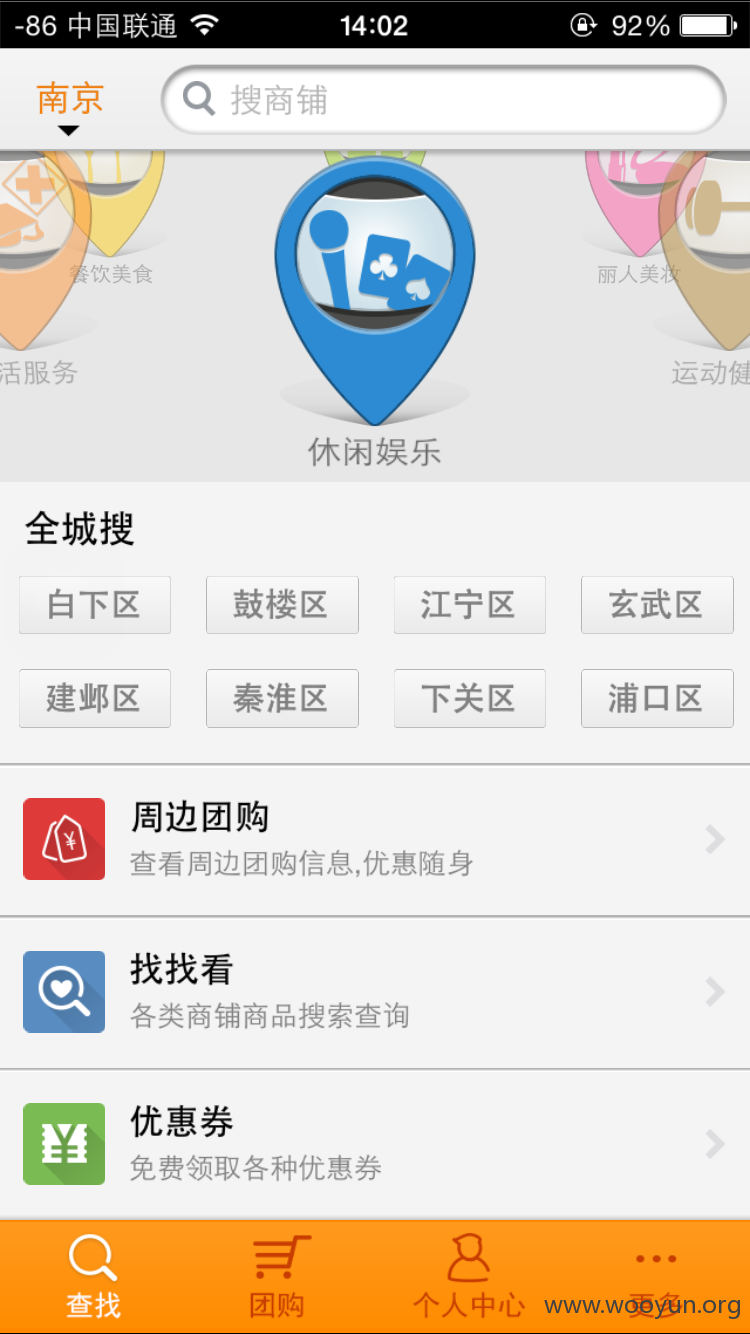 -86 中国联通 14:02 92%
南京 搜商铺
餐饮美食 丽人美妆
活服务 运动健
休闲娱乐
全城搜
白下区 鼓楼区 江宁区 玄武区
建邺区 秦淮区 下关区 浦口区
周边团购
查看周边团购信息,优惠随身
找找看
各类商铺商品搜索查询
优惠券
免费领取各种优惠券
查找 团购 个人中心 更多
www.wooyun.org